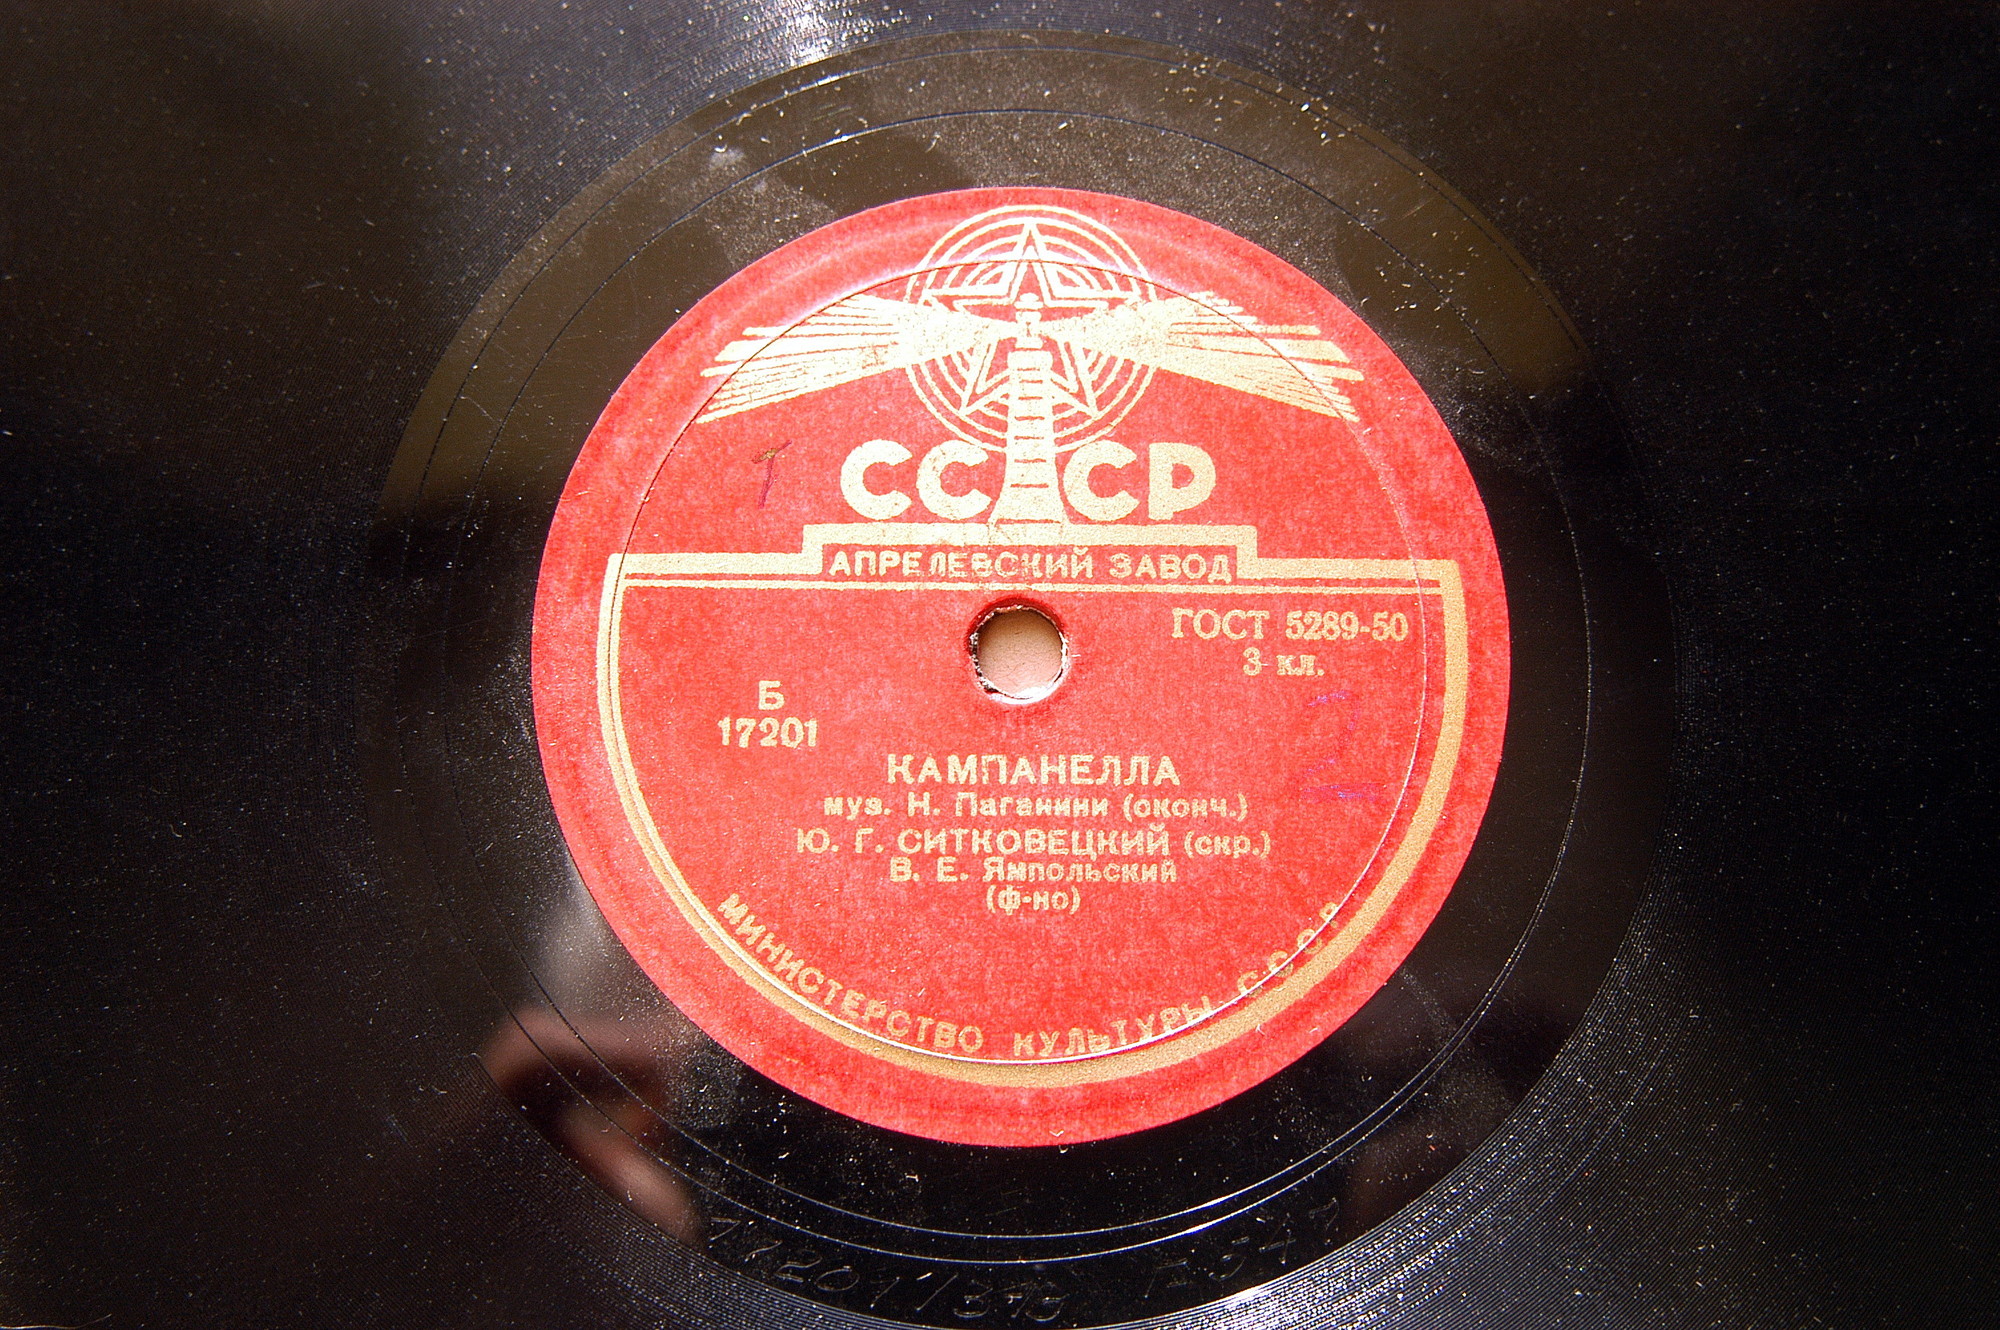 СССР
АПРЕЛЕВСКИЙ ЗАВОД
ГОСТ 5289-50
3 кл.
Б
17201
КАМПАНЕЛЛА
муз. Н. Паганини (оконч.)
Ю. Г. СИТКОВЕЦКИЙ (скр.)
В. Е. Ямпольский
(ф-но)
МИНИСТЕРСТВО КУЛЬТУРЫ СССР